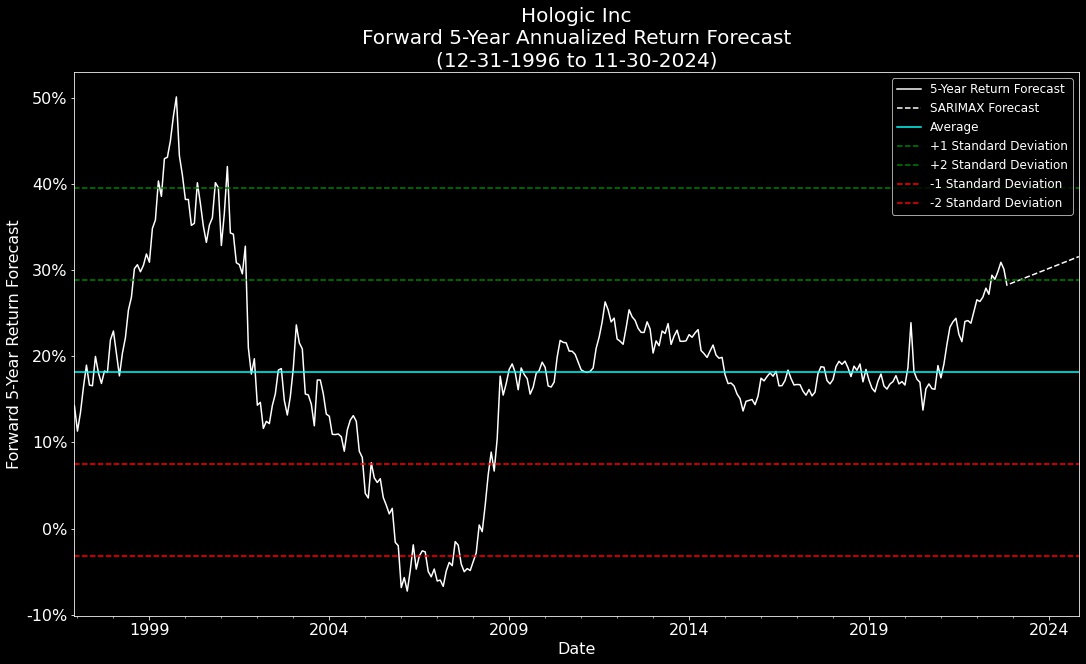 Hologic Inc
Forward 5-Year Annualized Return Forecast
(12-31-1996 to 11-30-2024)
5-Year Return Forecast
SARIMAX Forecast
Average
+1 Standard Deviation
+2 Standard Deviation
-1 Standard Deviation
-2 Standard Deviation
Forward 5-Year Return Forecast
50%
40%
30%
20%
10%
0%
-10%
1999
2004
2009
2014
2019
2024
Date